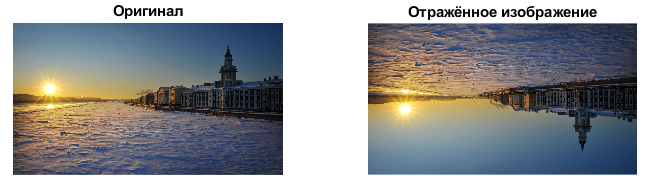 Оригинал
Отражённое изображение